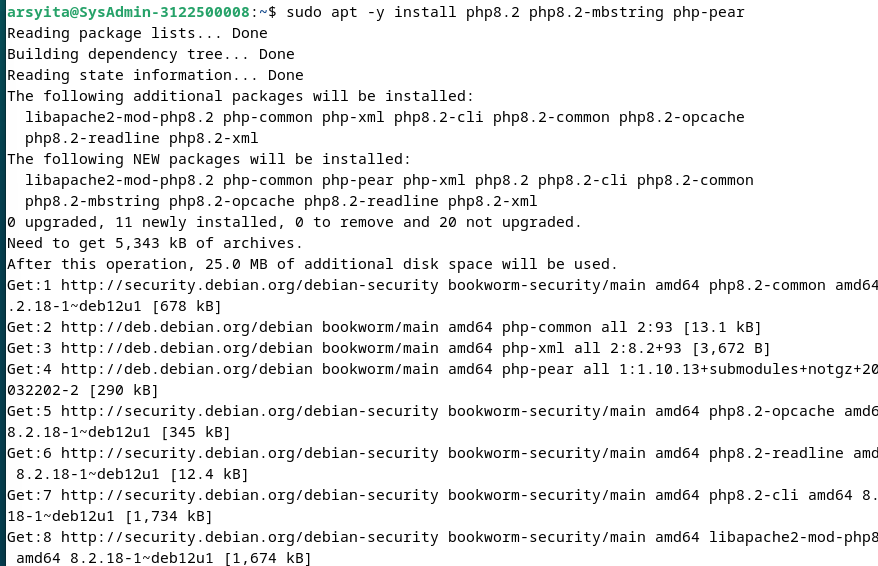 arsyita@SysAdmin-3122500008:~$ sudo apt -y install php8.2 php8.2-mbstring php-pear
Reading package lists... Done
Building dependency tree... Done
Reading state information... Done
The following additional packages will be installed:
  libapache2-mod-php8.2 php-common php-xml php8.2-cli php8.2-common php8.2-opcache
  php8.2-readline php8.2-xml
The following NEW packages will be installed:
  libapache2-mod-php8.2 php-common php-pear php-xml php8.2 php8.2-cli php8.2-common
  php8.2-mbstring php8.2-opcache php8.2-readline php8.2-xml
0 upgraded, 11 newly installed, 0 to remove and 20 not upgraded.
Need to get 5,343 kB of archives.
After this operation, 25.0 MB of additional disk space will be used.
Get:1 http://security.debian.org/debian-security bookworm-security/main amd64 php8.2-common amd64
.2.18-1~deb12u1 [678 kB]
Get:2 http://deb.debian.org/debian bookworm/main amd64 php-common all 2:93 [13.1 kB]
Get:3 http://deb.debian.org/debian bookworm/main amd64 php-xml all 2:8.2+93 [3,672 B]
Get:4 http://deb.debian.org/debian bookworm/main amd64 php-pear all 1:1.10.13+submodules+notgz+20
032202-2 [290 kB]
Get:5 http://security.debian.org/debian-security bookworm-security/main amd64 php8.2-opcache amd6
8.2.18-1~deb12u1 [345 kB]
Get:6 http://security.debian.org/debian-security bookworm-security/main amd64 php8.2-readline amd
 8.2.18-1~deb12u1 [12.4 kB]
Get:7 http://security.debian.org/debian-security bookworm-security/main amd64 php8.2-cli amd64 8.
18-1~deb12u1 [1,734 kB]
Get:8 http://security.debian.org/debian-security bookworm-security/main amd64 libapache2-mod-php8
 amd64 8.2.18-1~deb12u1 [1,674 kB]